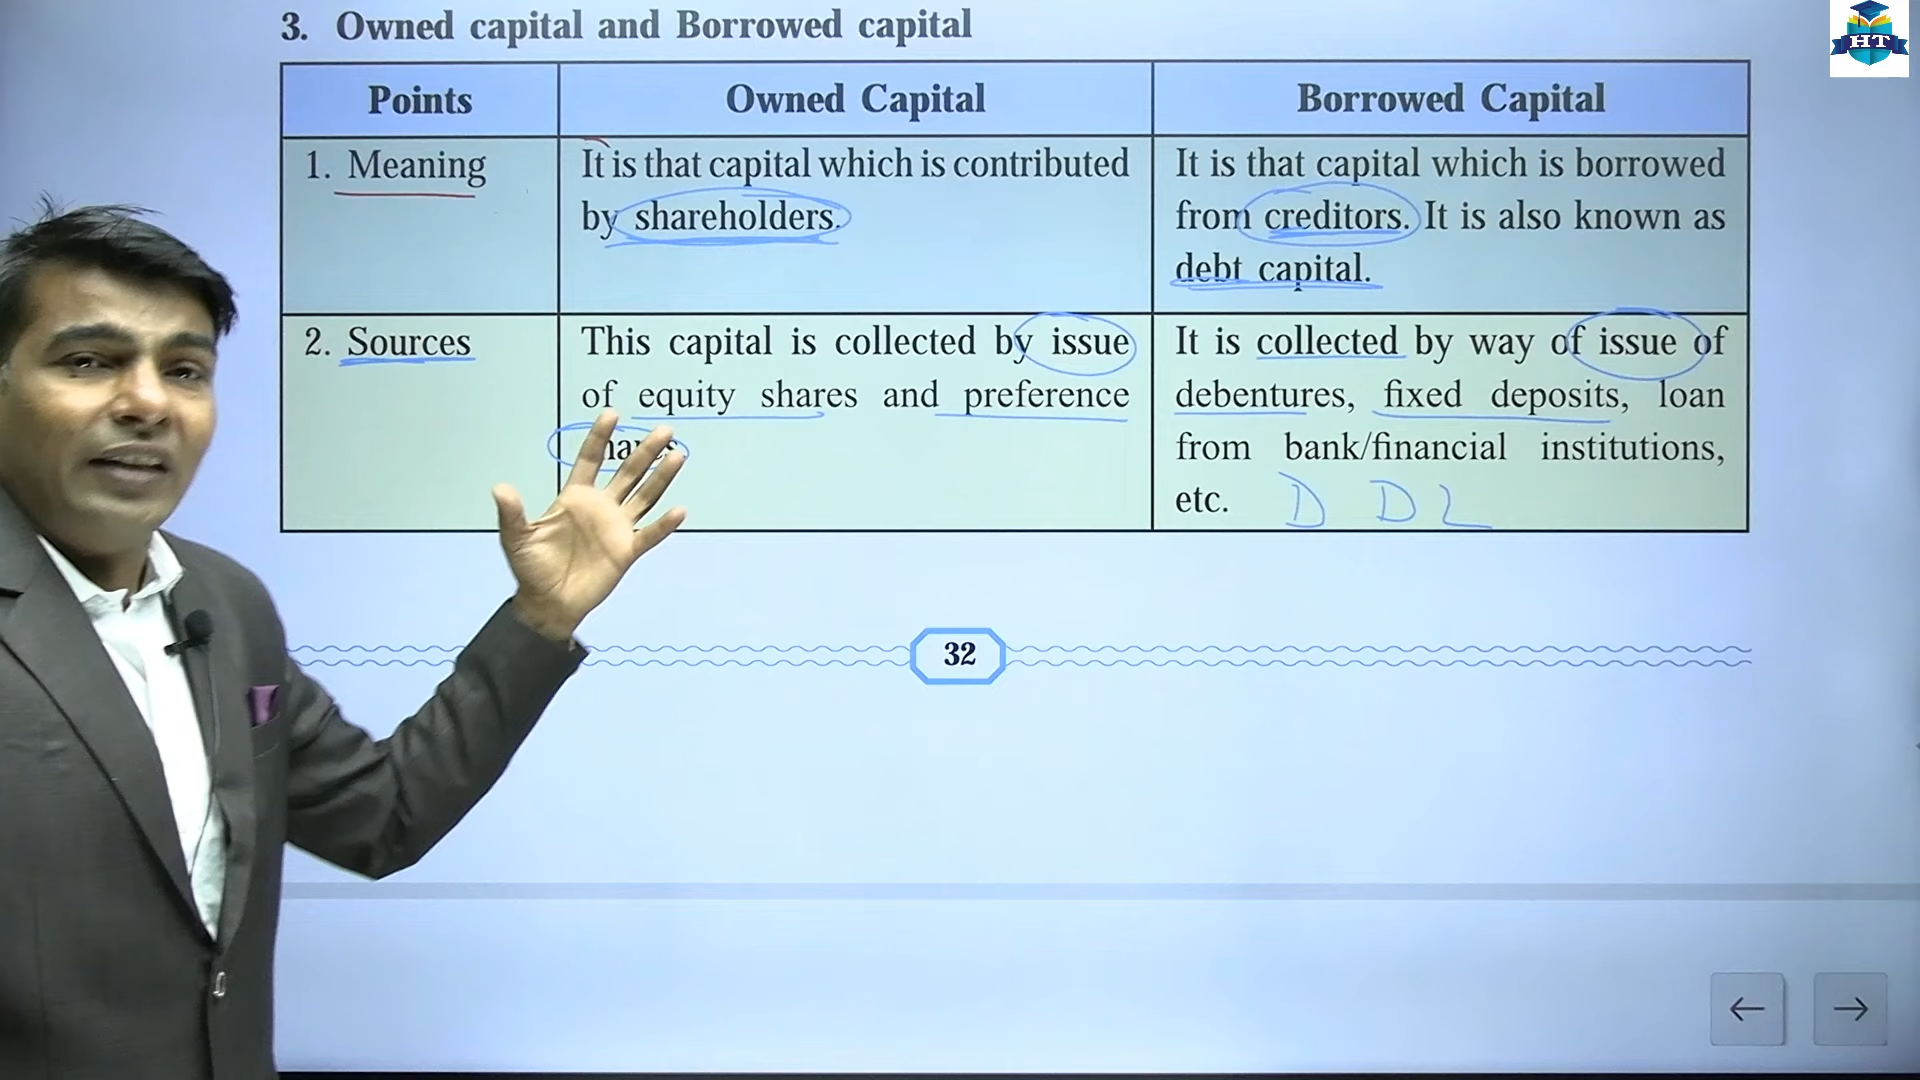 HT
3. Owned capital and Borrowed capital
Points Owned Capital Borrowed Capital
1. Meaning
It is that capital which is contributed
by shareholders.
It is that capital which is borrowed
from creditors. It is also known as
debt capital.
2. Sources
This capital is collected by issue
of equity shares and preference
It is collected by way of issue of
debentures, fixed deposits, loan
from bank/financial institutions,
etc. D D L
32